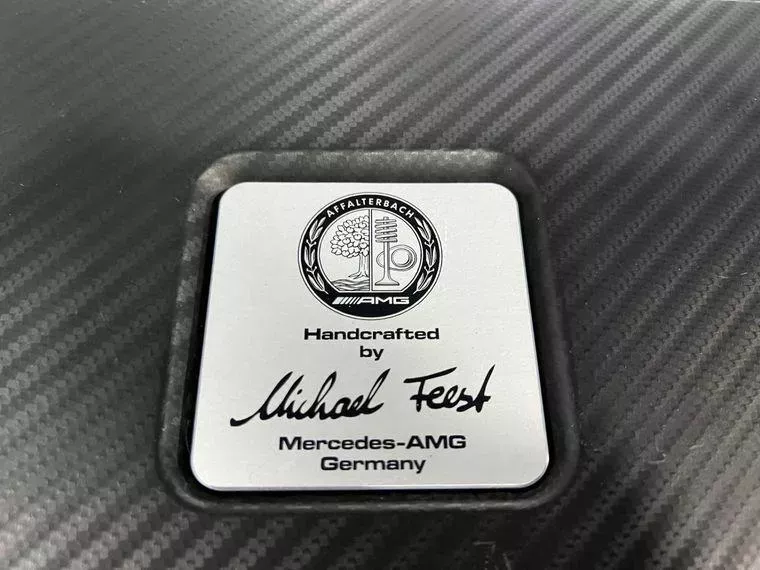 AFFALTERBACH
AMG
Handcrafted
by
Michael Feest
Mercedes-AMG
Germany